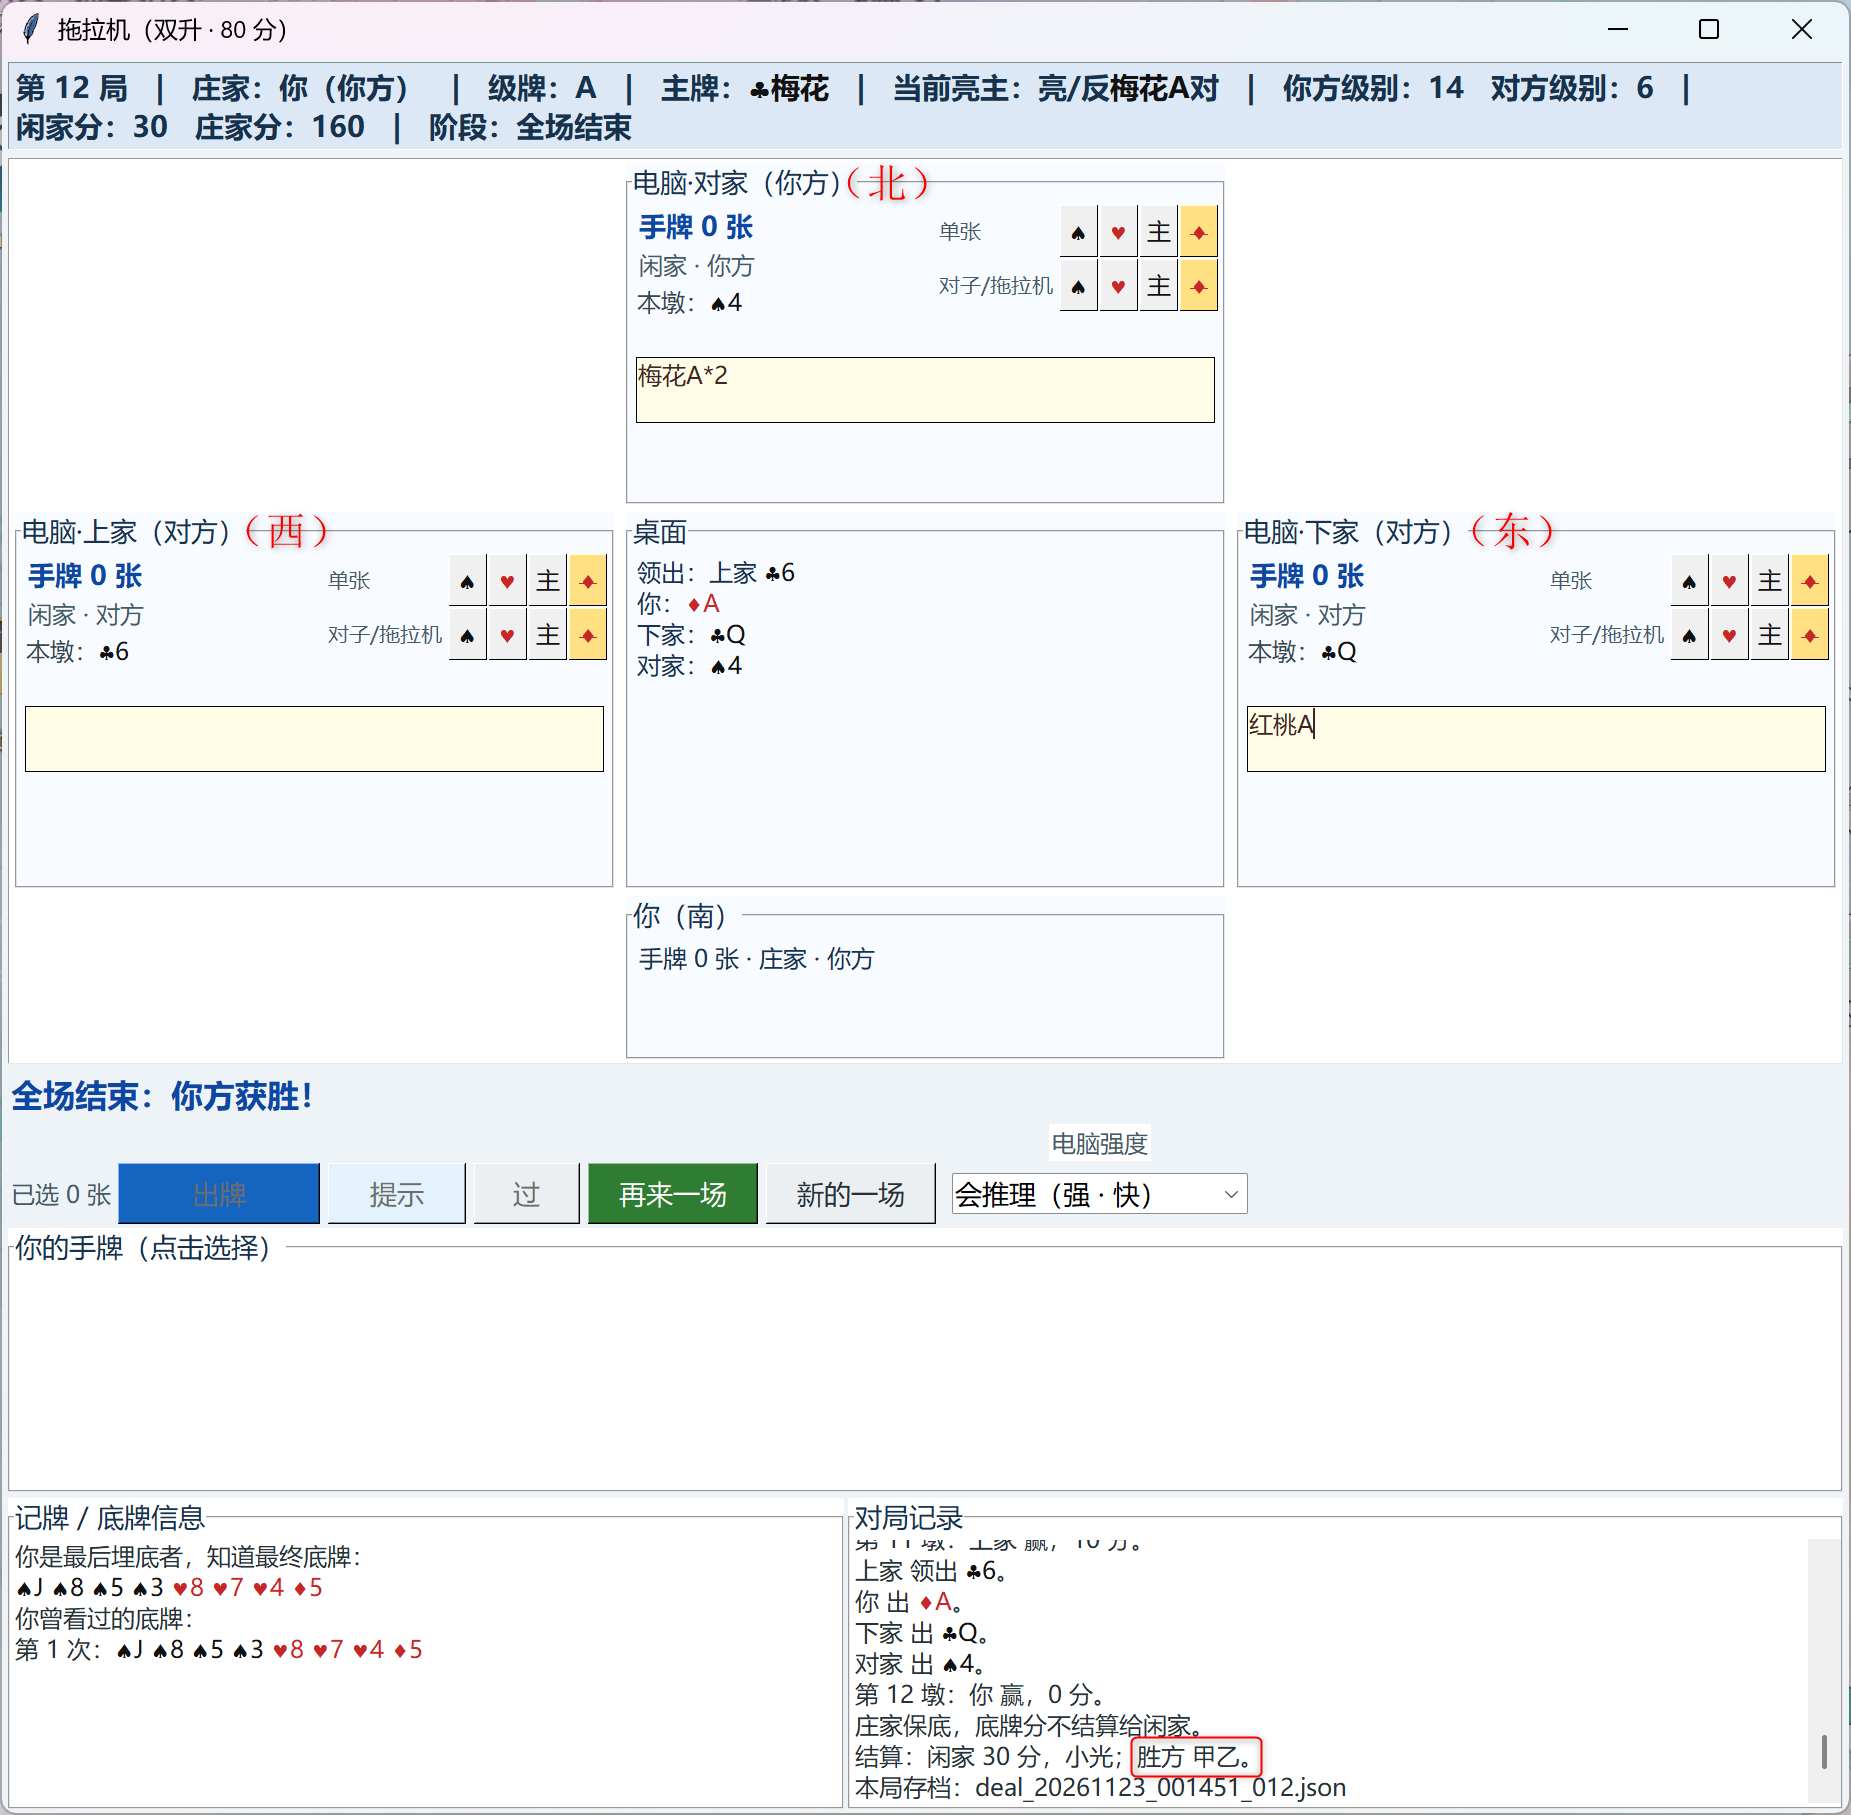 拖拉机（双升 · 80 分）
第 12 局 | 庄家：你（你方） | 级牌：A | 主牌：♣梅花 | 当前亮主：亮/反梅花A对 | 你方级别：14 对方级别：6 |
闲家分：30 庄家分：160 | 阶段：全场结束
电脑·对家（你方）（北）
手牌 0 张
单张 ♠ ♥ 主 ♦
闲家 · 你方
对子/拖拉机 ♠ ♥ 主 ♦
本墩：♠4
梅花A*2
电脑·上家（对方）（西）
手牌 0 张
单张 ♠ ♥ 主 ♦
闲家 · 对方
对子/拖拉机 ♠ ♥ 主 ♦
本墩：♣6
桌面
领出：上家 ♣6
你：♦A
下家：♣Q
对家：♠4
电脑·下家（对方）（东）
手牌 0 张
单张 ♠ ♥ 主 ♦
闲家 · 对方
对子/拖拉机 ♠ ♥ 主 ♦
本墩：♣Q
红桃A
你（南）
手牌 0 张 · 庄家 · 你方
全场结束：你方获胜！
电脑强度
已选 0 张 出牌 提示 过 再来一场 新的一场 会推理（强 · 快）
你的手牌（点击选择）
记牌 / 底牌信息
你是最后埋底者，知道最终底牌：
♠J ♠8 ♠5 ♠3 ♥8 ♥7 ♥4 ♦5
你曾看过的底牌：
第 1 次：♠J ♠8 ♠5 ♠3 ♥8 ♥7 ♥4 ♦5
对局记录
第 11 墩：上家 赢，10 分。
上家 领出 ♣6。
你 出 ♦A。
下家 出 ♣Q。
对家 出 ♠4。
第 12 墩：你 赢，0 分。
庄家保底，底牌分不结算给闲家。
结算：闲家 30 分，小光；胜方 甲乙。
本局存档：deal_20261123_001451_012.json